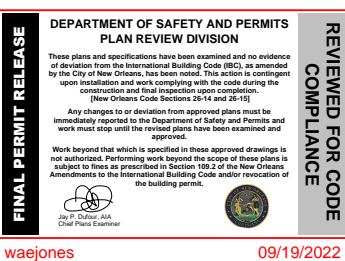 DEPARTMENT OF SAFETY AND PERMITS
PLAN REVIEW DIVISION
These plans and specifications have been examined and no evidence
of deviation from the International Building Code (IBC), as amended
by the City of New Orleans, has been noted. This action is contingent
upon installation and work complying with the code during the
construction and final inspection upon completion.
[New Orleans Code Sections 26-14 and 26-15]
Any changes to or deviation from approved plans must be
immediately reported to the Department of Safety and Permits and
work must stop until the revised plans have been examined and
approved.
Work beyond that which is specified in these approved drawings is
not authorized. Performing work beyond the scope of these plans is
subject to fines as prescribed in Section 109.2 of the New Orleans
Amendments to the International Building Code and/or revocation of
the building permit.
Jay P. Dufour, AIA
Chief Plans Examiner
FINAL PERMIT RELEASE
REVIEWED FOR CODE
COMPLIANCE
waejones
09/19/2022